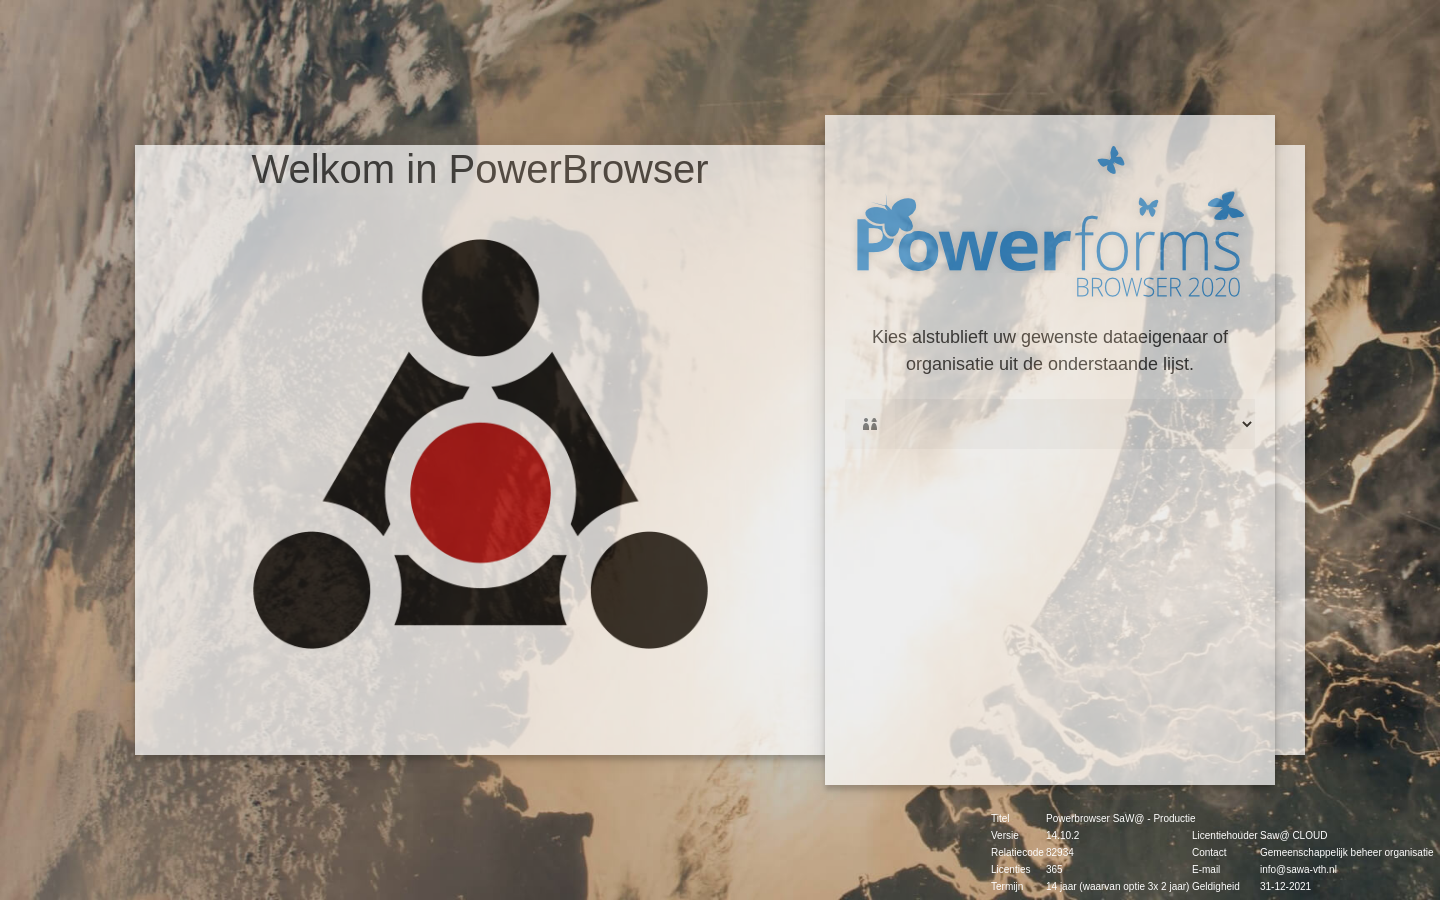 Welkom in PowerBrowser
Powerforms
BROWSER 2020
Kies alstublieft uw gewenste dataeigenaar of
organisatie uit de onderstaande lijst.
Titel Powerbrowser SaW@ - Productie
Versie 14.10.2 Licentiehouder Saw@ CLOUD
Relatiecode 82934 Contact Gemeenschappelijk beheer organisatie
Licenties 365 E-mail info@sawa-vth.nl
Termijn 14 jaar (waarvan optie 3x 2 jaar) Geldigheid 31-12-2021